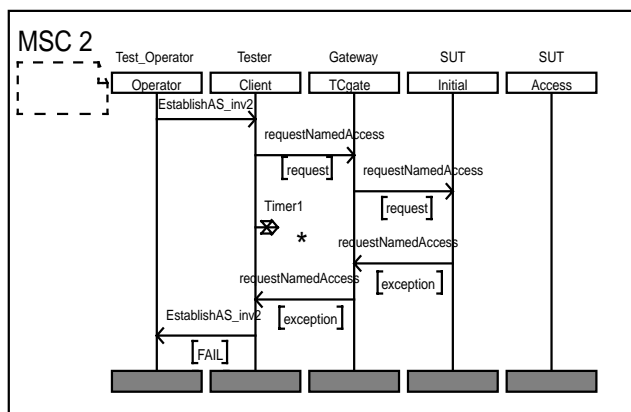 MSC 2
Test_Operator Tester Gateway SUT SUT
Operator Client TCgate Initial Access
EstablishAS_inv2
requestNamedAccess
[request]
requestNamedAccess
[request]
Timer1
*
requestNamedAccess
[exception]
requestNamedAccess
[exception]
EstablishAS_inv2
[FAIL]